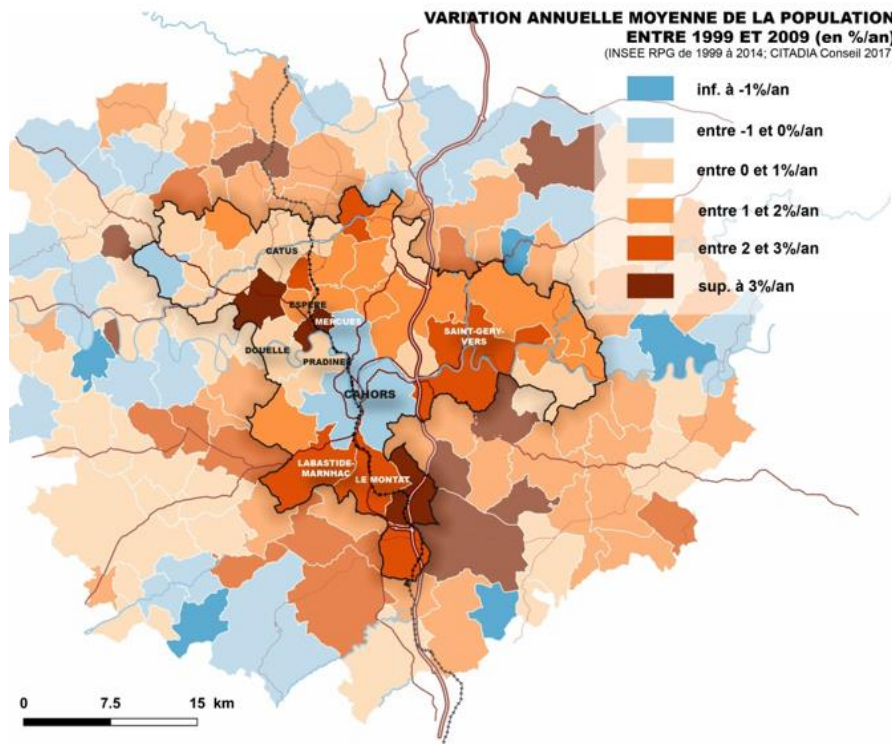 VARIATION ANNUELLE MOYENNE DE LA POPULATION
ENTRE 1999 ET 2009 (en %/an)
(INSEE RPG de 1999 à 2014; CITADIA Conseil 2017
inf. à -1%/an
entre -1 et 0%/an
entre 0 et 1%/an
entre 1 et 2%/an
entre 2 et 3%/an
sup. à 3%/an
CATUS
ESPERE
MERCUES
SAINT-GERY-
VERS
DOUELLE
PRADINES
CAHORS
LABASTIDE-
MARNHAC
LE MONTAT
0 7.5 15 km